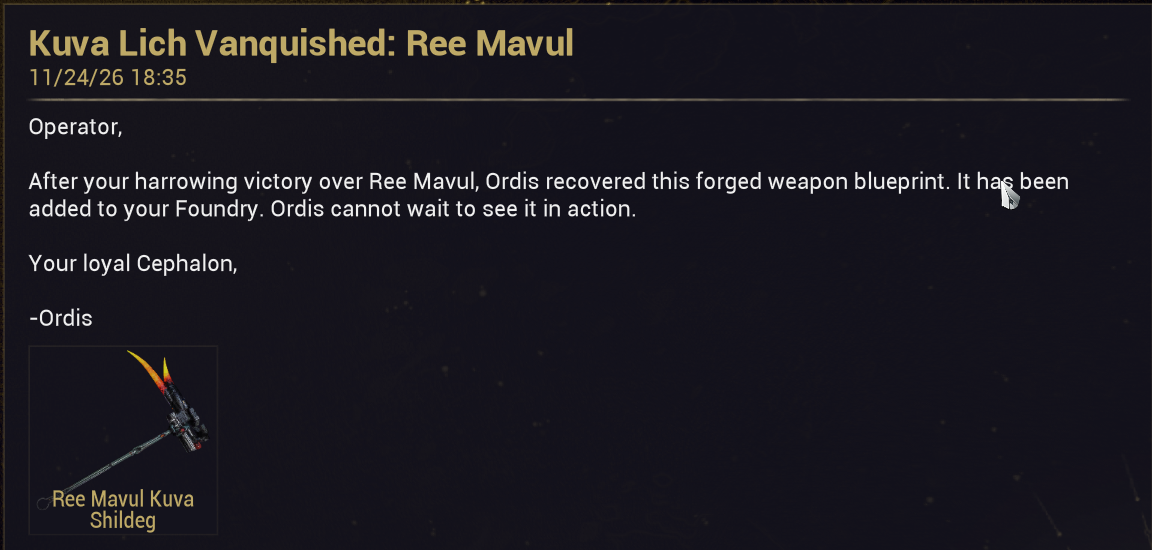 Kuva Lich Vanquished: Ree Mavul
11/24/26 18:35
Operator,
After your harrowing victory over Ree Mavul, Ordis recovered this forged weapon blueprint. It has been
added to your Foundry. Ordis cannot wait to see it in action.
Your loyal Cephalon,
-Ordis
Ree Mavul Kuva
Shildeg